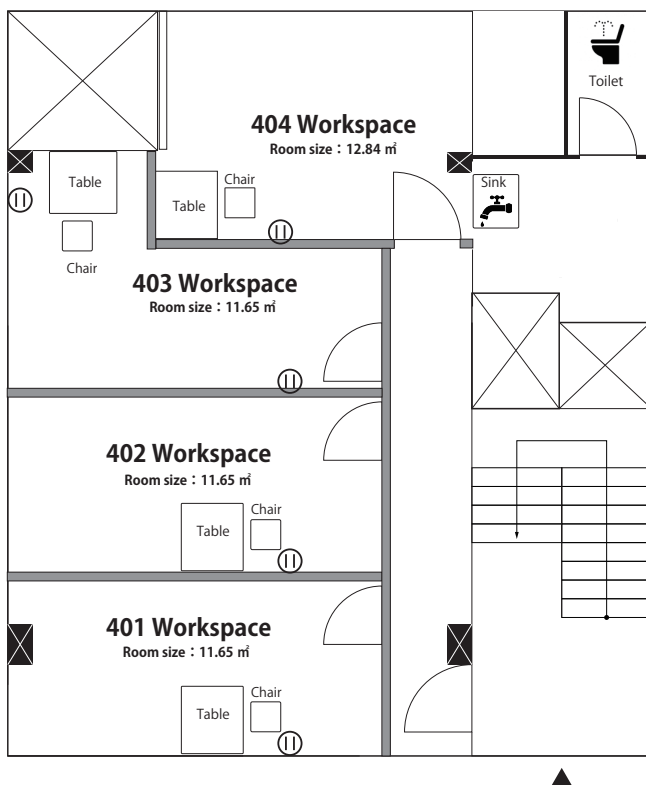 Toilet
404 Workspace
Room size：12.84 ㎡
Table
Chair
Table
Sink
Chair
403 Workspace
Room size：11.65 ㎡
402 Workspace
Room size：11.65 ㎡
Chair
Table
401 Workspace
Room size：11.65 ㎡
Chair
Table